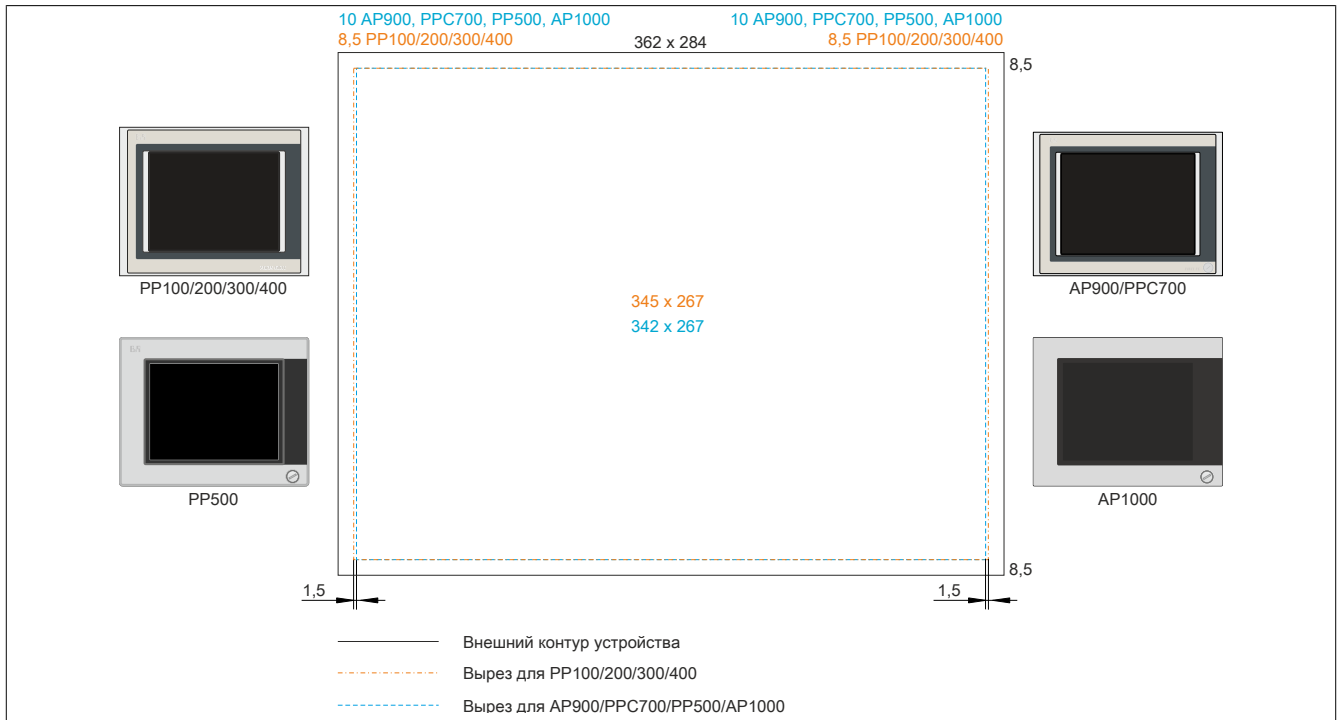 10 AP900, PPC700, PP500, AP1000
10 AP900, PPC700, PP500, AP1000
8,5 PP100/200/300/400
362 x 284
8,5 PP100/200/300/400
8,5
PP100/200/300/400
AP900/PPC700
345 x 267
342 x 267
PP500
AP1000
8,5
1,5
1,5
Внешний контур устройства
Вырез для PP100/200/300/400
Вырез для AP900/PPC700/PP500/AP1000